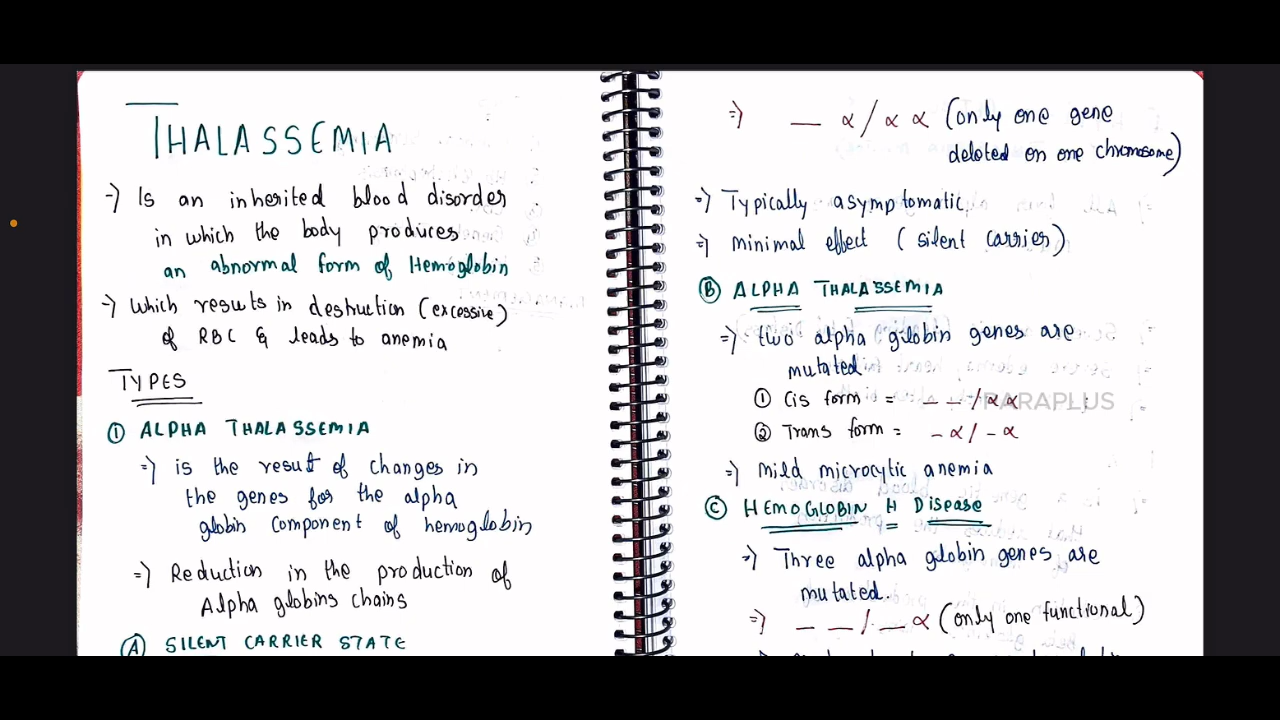 THALASSEMIA
-) Is an inherited blood disorder
in which the body produces
an abnormal form of Hemoglobin
-) Which results in destruction (excessive)
of RBC & leads to anemia
TYPES
① ALPHA THALASSEMIA
=) is the result of changes in
the genes for the alpha
globin component of hemoglobin
=) Reduction in the production of
Alpha globins chains
Ⓐ SILENT CARRIER STATE
=) _ α / α α (only one gene
deleted on one chromosome)
=) Typically asymptomatic
=) minimal effect (silent carrier)
Ⓑ ALPHA THALASSEMIA
=) two alpha globin genes are
mutated
① Cis form = _ _ / α α
② Trans form = - α / - α
PARAPLUS
=) Mild microcytic anemia
Ⓒ HEMOGLOBIN H Disease
=) Three alpha globin genes are
mutated.
=) _ _ / _ α (only one functional)